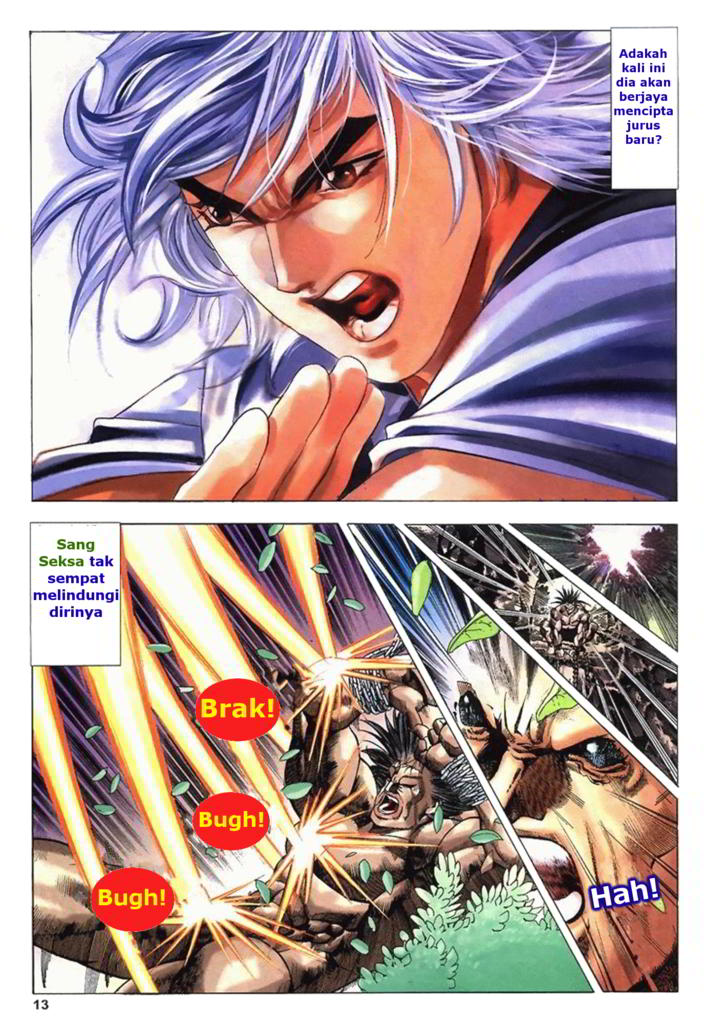 Adakah
kali ini
dia akan
berjaya
mencipta
jurus
baru?
Sang
Seksa tak
sempat
melindungi
dirinya
Brak!
Bugh!
Bugh!
Hah!
13